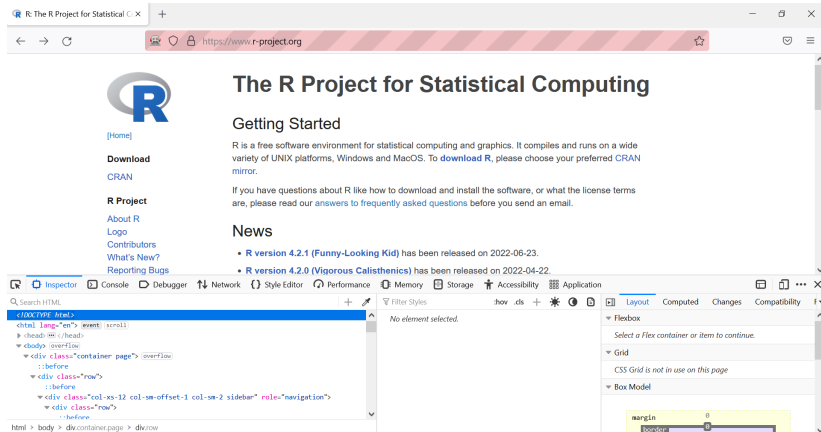 R: The R Project for Statistical C
https://www.r-project.org
R
[Home]
Download
CRAN
R Project
About R
Logo
Contributors
What's New?
Reporting Bugs
The R Project for Statistical Computing
Getting Started
R is a free software environment for statistical computing and graphics. It compiles and runs on a wide
variety of UNIX platforms, Windows and MacOS. To download R, please choose your preferred CRAN
mirror.
If you have questions about R like how to download and install the software, or what the license terms
are, please read our answers to frequently asked questions before you send an email.
News
• R version 4.2.1 (Funny-Looking Kid) has been released on 2022-06-23.
• R version 4.2.0 (Vigorous Calisthenics) has been released on 2022-04-22.
Inspector Console Debugger Network {} Style Editor Performance Memory Storage Accessibility Application
Search HTML
<!DOCTYPE html>
<html lang="en"> event scroll
<head> ••• </head>
<body> overflow
<div class="container page"> overflow
::before
<div class="row">
::before
<div class="col-xs-12 col-sm-offset-1 col-sm-2 sidebar" role="navigation">
<div class="row">
::before
html > body > div.container.page > div.row
Filter Styles :hov .cls
No element selected.
Layout Computed Changes Compatibility
Flexbox
Select a Flex container or item to continue.
Grid
CSS Grid is not in use on this page
Box Model
margin 0
border 0